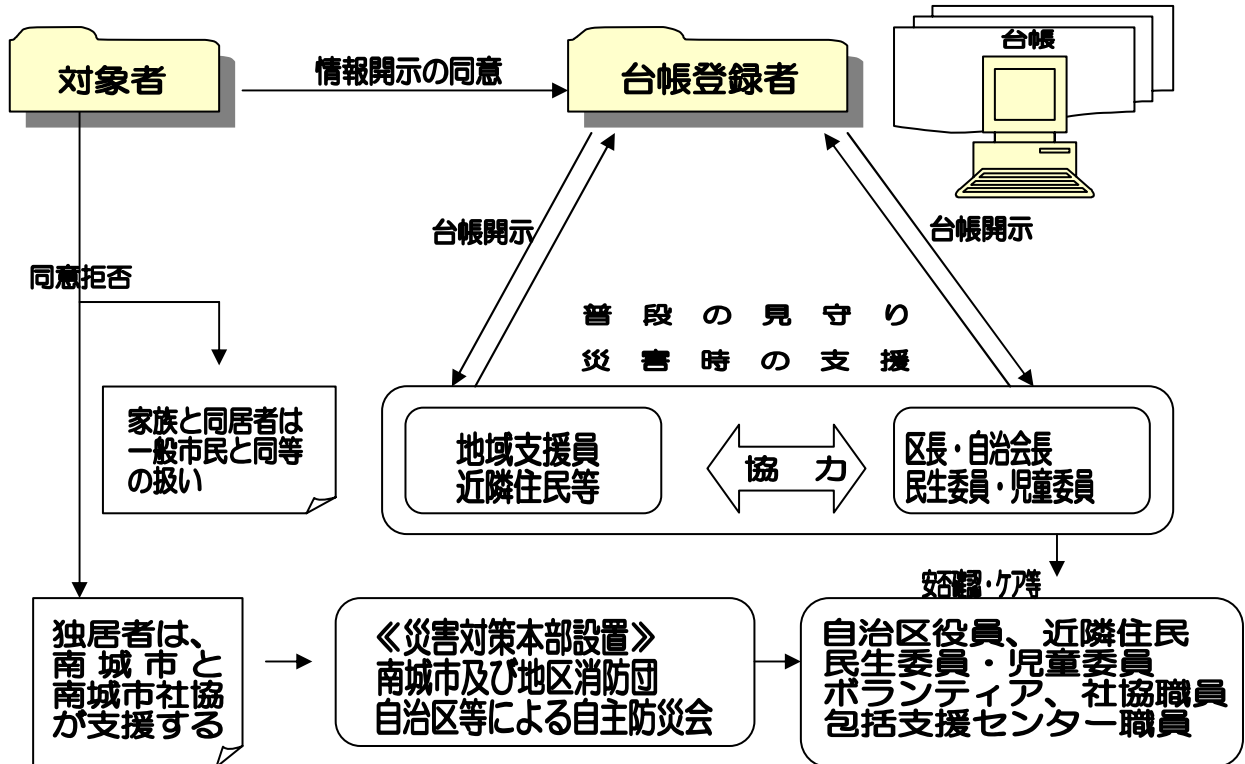 対象者
情報開示の同意
台帳登録者
台帳
台帳開示
台帳開示
同意拒否
普段の見守り
災害時の支援
家族と同居者は
一般市民と同等
の扱い
地域支援員
近隣住民等
協力
区長・自治会長
民生委員・児童委員
安否確認・ケア等
独居者は、
南城市と
南城市社協
が支援する
≪災害対策本部設置≫
南城市及び地区消防団
自治区等による自主防災会
自治区役員、近隣住民
民生委員・児童委員
ボランティア、社協職員
包括支援センター職員